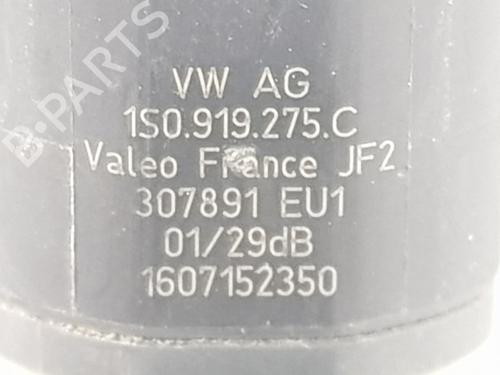 B-PARTS
VW AG
1S0.919.275.C
Valeo France JF2
307891 EU1
01/29dB
1607152350